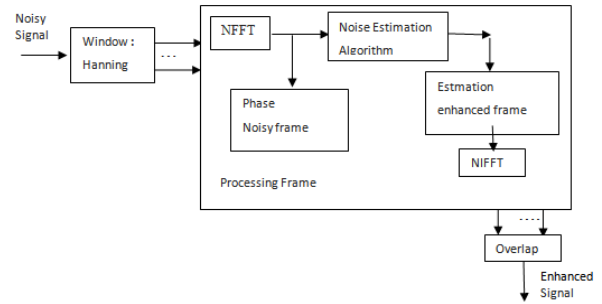 Noisy
Signal
Window :
Hanning
...
NFFT
Noise Estimation
Algorithm
Phase
Noisy frame
Estmation
enhanced frame
NIFFT
Processing Frame
....
Overlap
Enhanced
Signal